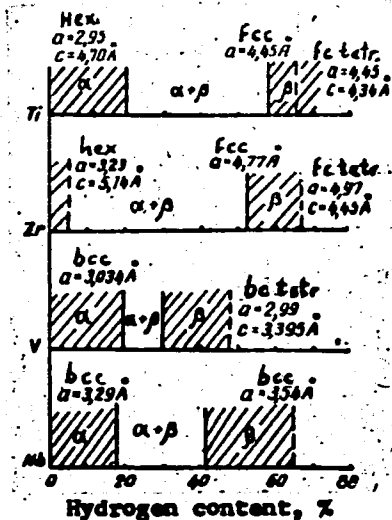 Hex.
a=2,95
c=4,70Å
Fcc
a=4,45Å
fc tetr.
a=4,45
c=4,34Å
α
α+β
β
Ti
hex
a=3,23
c=5,14Å
Fcc
a=4,77Å
fc tetr
a=4,97
c=4,45Å
α+β
β
Zr
bcc
a=3,034Å
bc tetr
a=2,99
c=3,395Å
α
α+β
β
V
bcc
a=3,29Å
bcc
a=3,54Å
α
α+β
β
Nb
0 20 40 60 80
Hydrogen content, %